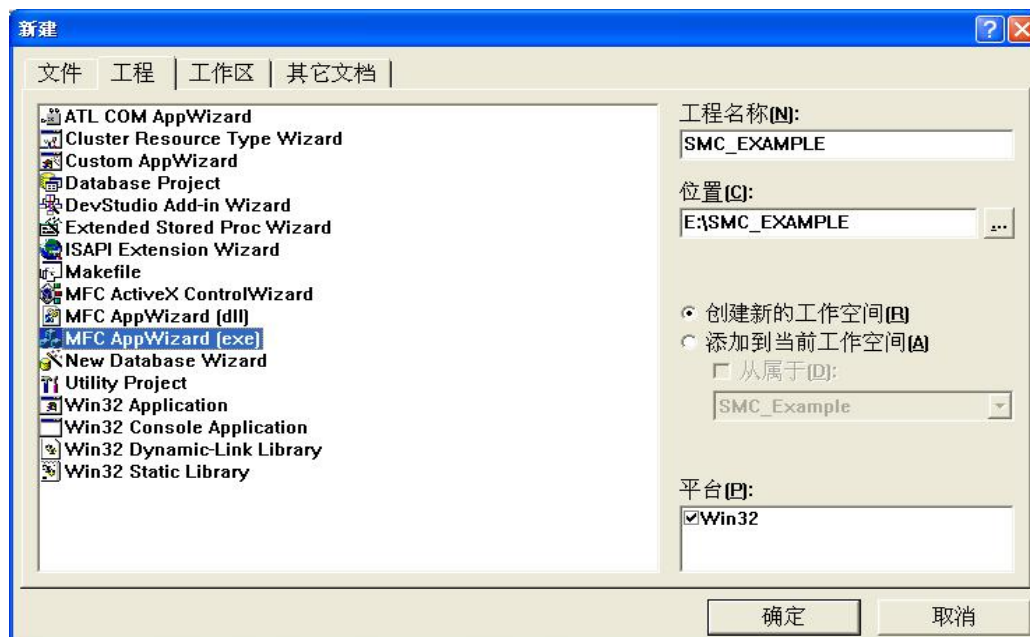 新建
文件 工程 工作区 其它文档
ATL COM AppWizard
Cluster Resource Type Wizard
Custom AppWizard
Database Project
DevStudio Add-in Wizard
Extended Stored Proc Wizard
ISAPI Extension Wizard
Makefile
MFC ActiveX ControlWizard
MFC AppWizard (dll)
MFC AppWizard (exe)
New Database Wizard
Utility Project
Win32 Application
Win32 Console Application
Win32 Dynamic-Link Library
Win32 Static Library
工程名称(N):
SMC_EXAMPLE
位置(C):
E:\SMC_EXAMPLE
...
创建新的工作空间(R)
添加到当前工作空间(A)
从属于(D):
SMC_Example
平台(P):
Win32
确定 取消